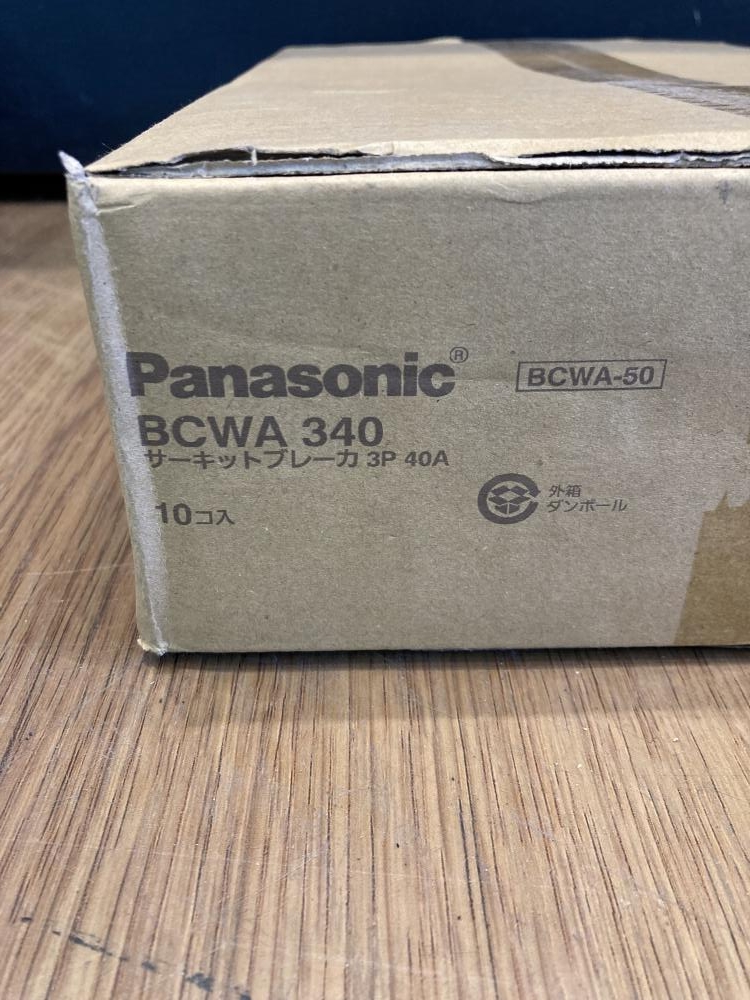 Panasonic®
BCWA-50
BCWA 340
サーキットブレーカ 3P 40A
10コ入
外箱
ダンボール